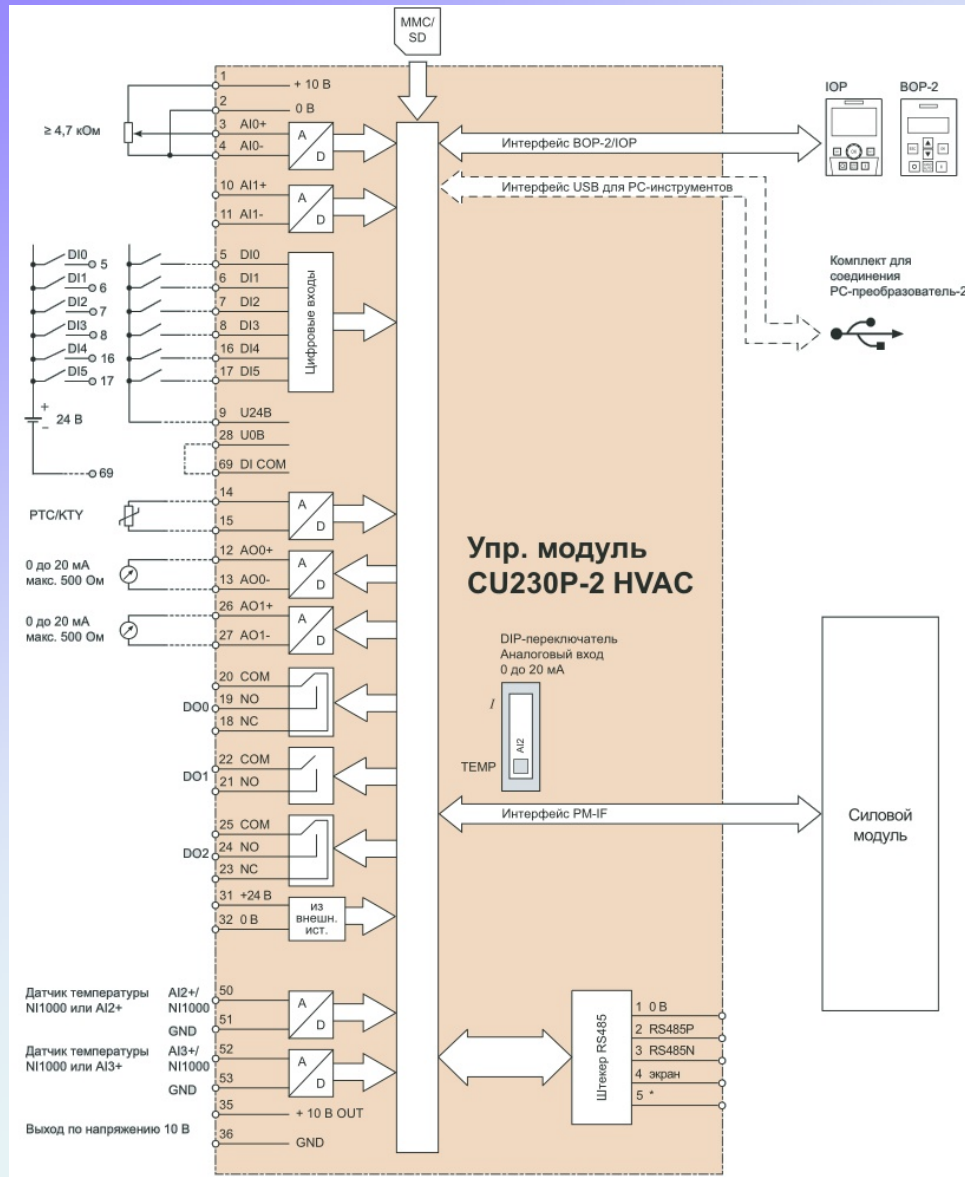 MMC/
SD
1
+ 10 В
2
0 В
3 AI0+
4 AI0-
≥ 4,7 кОм
A
D
10 AI1+
11 AI1-
A
D
Интерфейс BOP-2/IOP
IOP
BOP-2
Интерфейс USB для PC-инструментов
Комплект для
соединения
PC-преобразователь-2
DI0
5
DI1
6
DI2
7
DI3
8
DI4
16
DI5
17
+
-
24 В
69
5 DI0
6 DI1
7 DI2
8 DI3
16 DI4
17 DI5
Цифровые входы
9 U24В
28 U0В
69 DI COM
PTC/KTY
14
15
A
D
0 до 20 мА
макс. 500 Ом
12 AO0+
13 AO0-
A
D
0 до 20 мА
макс. 500 Ом
26 AO1+
27 AO1-
A
D
Упр. модуль
CU230P-2 HVAC
DIP-переключатель
Аналоговый вход
0 до 20 мА
I
AI2
TEMP
DO0
20 COM
19 NO
18 NC
DO1
22 COM
21 NO
DO2
25 COM
24 NO
23 NC
Интерфейс PM-IF
Силовой
модуль
31 +24 В
32 0 В
из
внешн.
ист.
Датчик температуры
NI1000 или AI2+
AI2+/
NI1000
GND
50
51
A
D
Датчик температуры
NI1000 или AI3+
AI3+/
NI1000
GND
52
53
A
D
35
+ 10 В OUT
Выход по напряжению 10 В
36
GND
Штекер RS485
1 0 В
2 RS485P
3 RS485N
4 экран
5 *